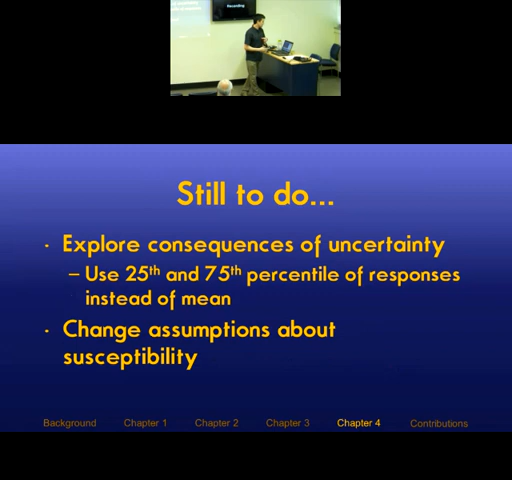 Recording
Still to do...
· Explore consequences of uncertainty
– Use 25th and 75th percentile of responses
instead of mean
· Change assumptions about
susceptibility
Background Chapter 1 Chapter 2 Chapter 3 Chapter 4 Contributions